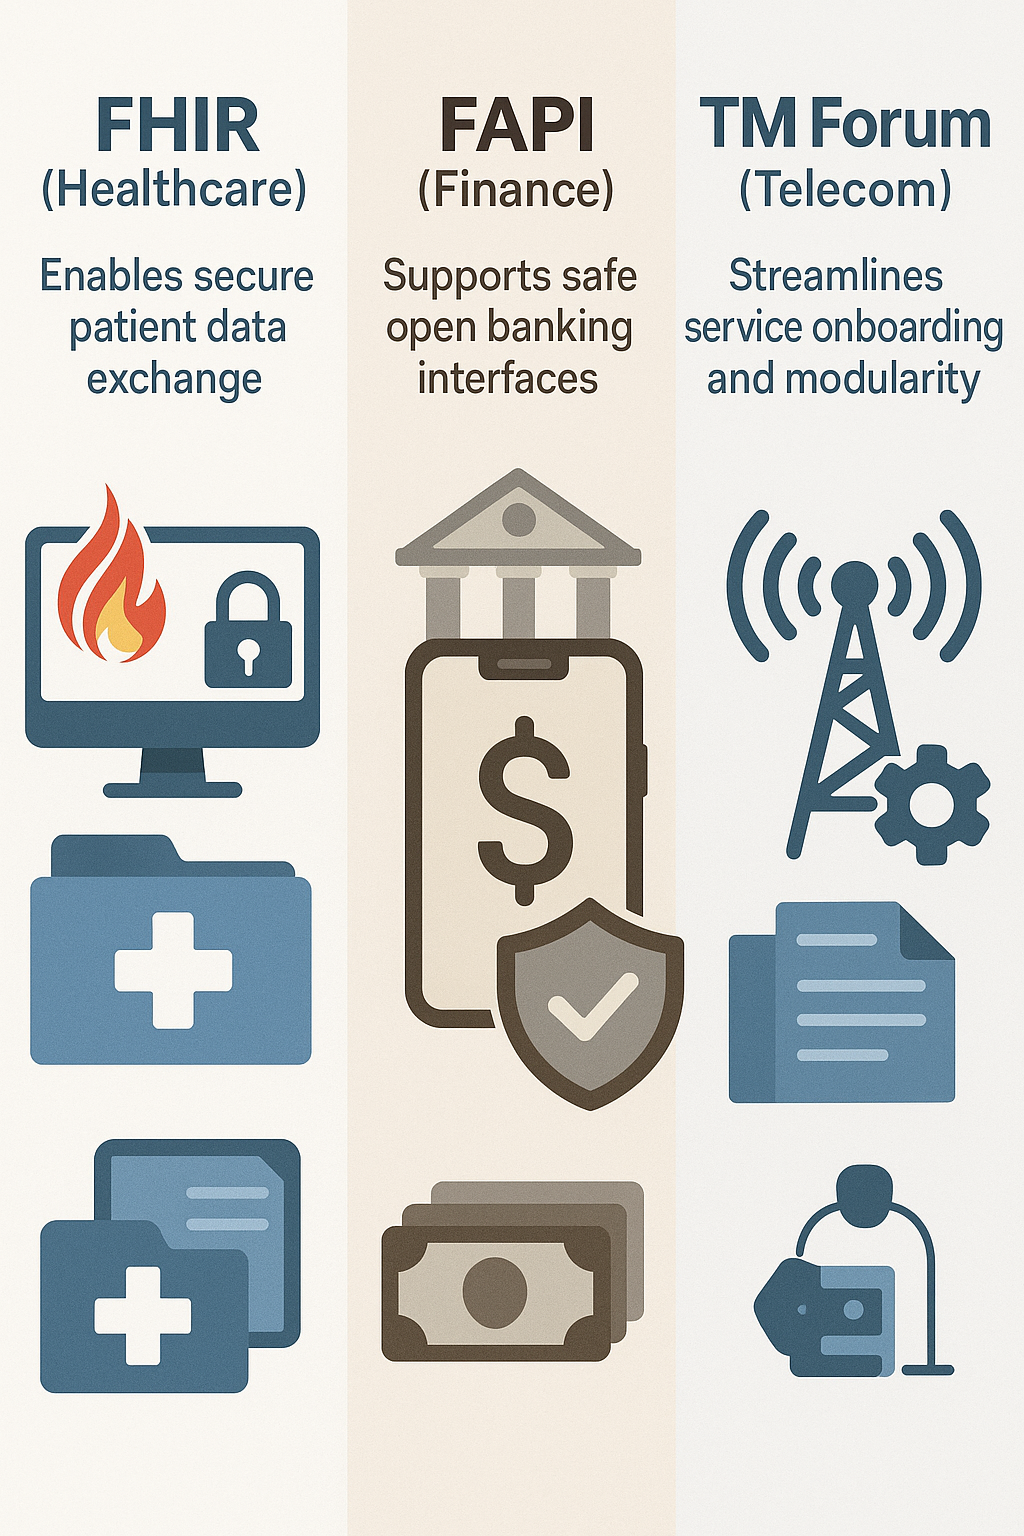 FHIR
(Healthcare)
Enables secure
patient data
exchange
FAPI
(Finance)
Supports safe
open banking
interfaces
TM Forum
(Telecom)
Streamlines
service onboarding
and modularity
$